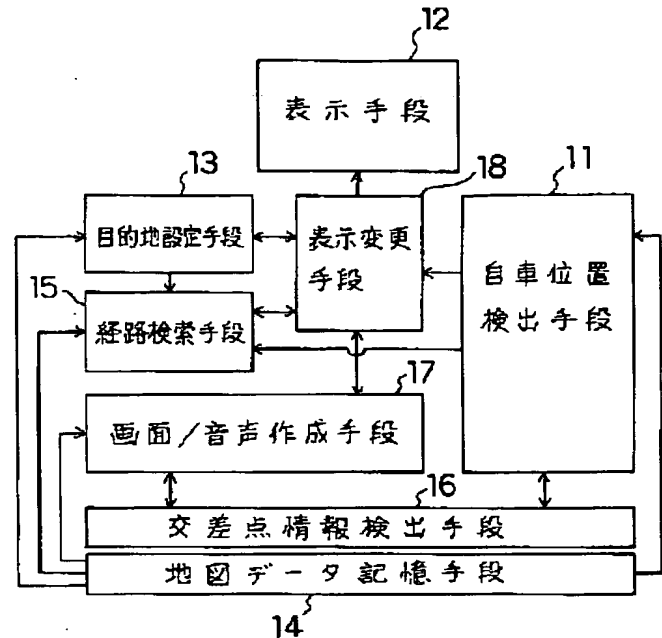 12
表示手段
13
18
11
目的地設定手段
表示変更
手段
自車位置
検出手段
15
経路検索手段
17
画面/音声作成手段
16
交差点情報検出手段
地図データ記憶手段
14